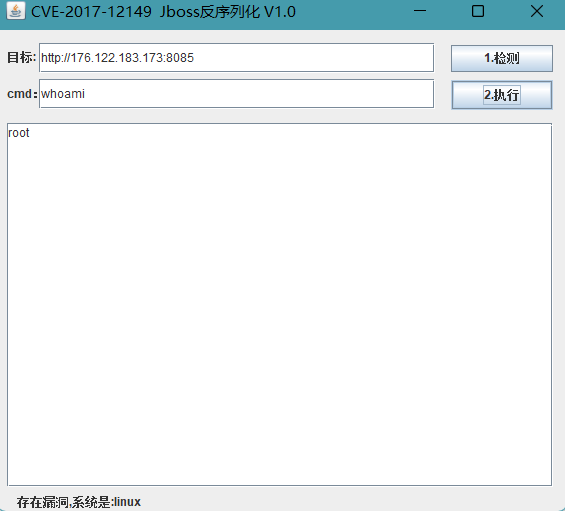 CVE-2017-12149 Jboss反序列化 V1.0
目标: http://176.122.183.173:8085 1.检测
cmd: whoami 2.执行
root
存在漏洞,系统是:linux